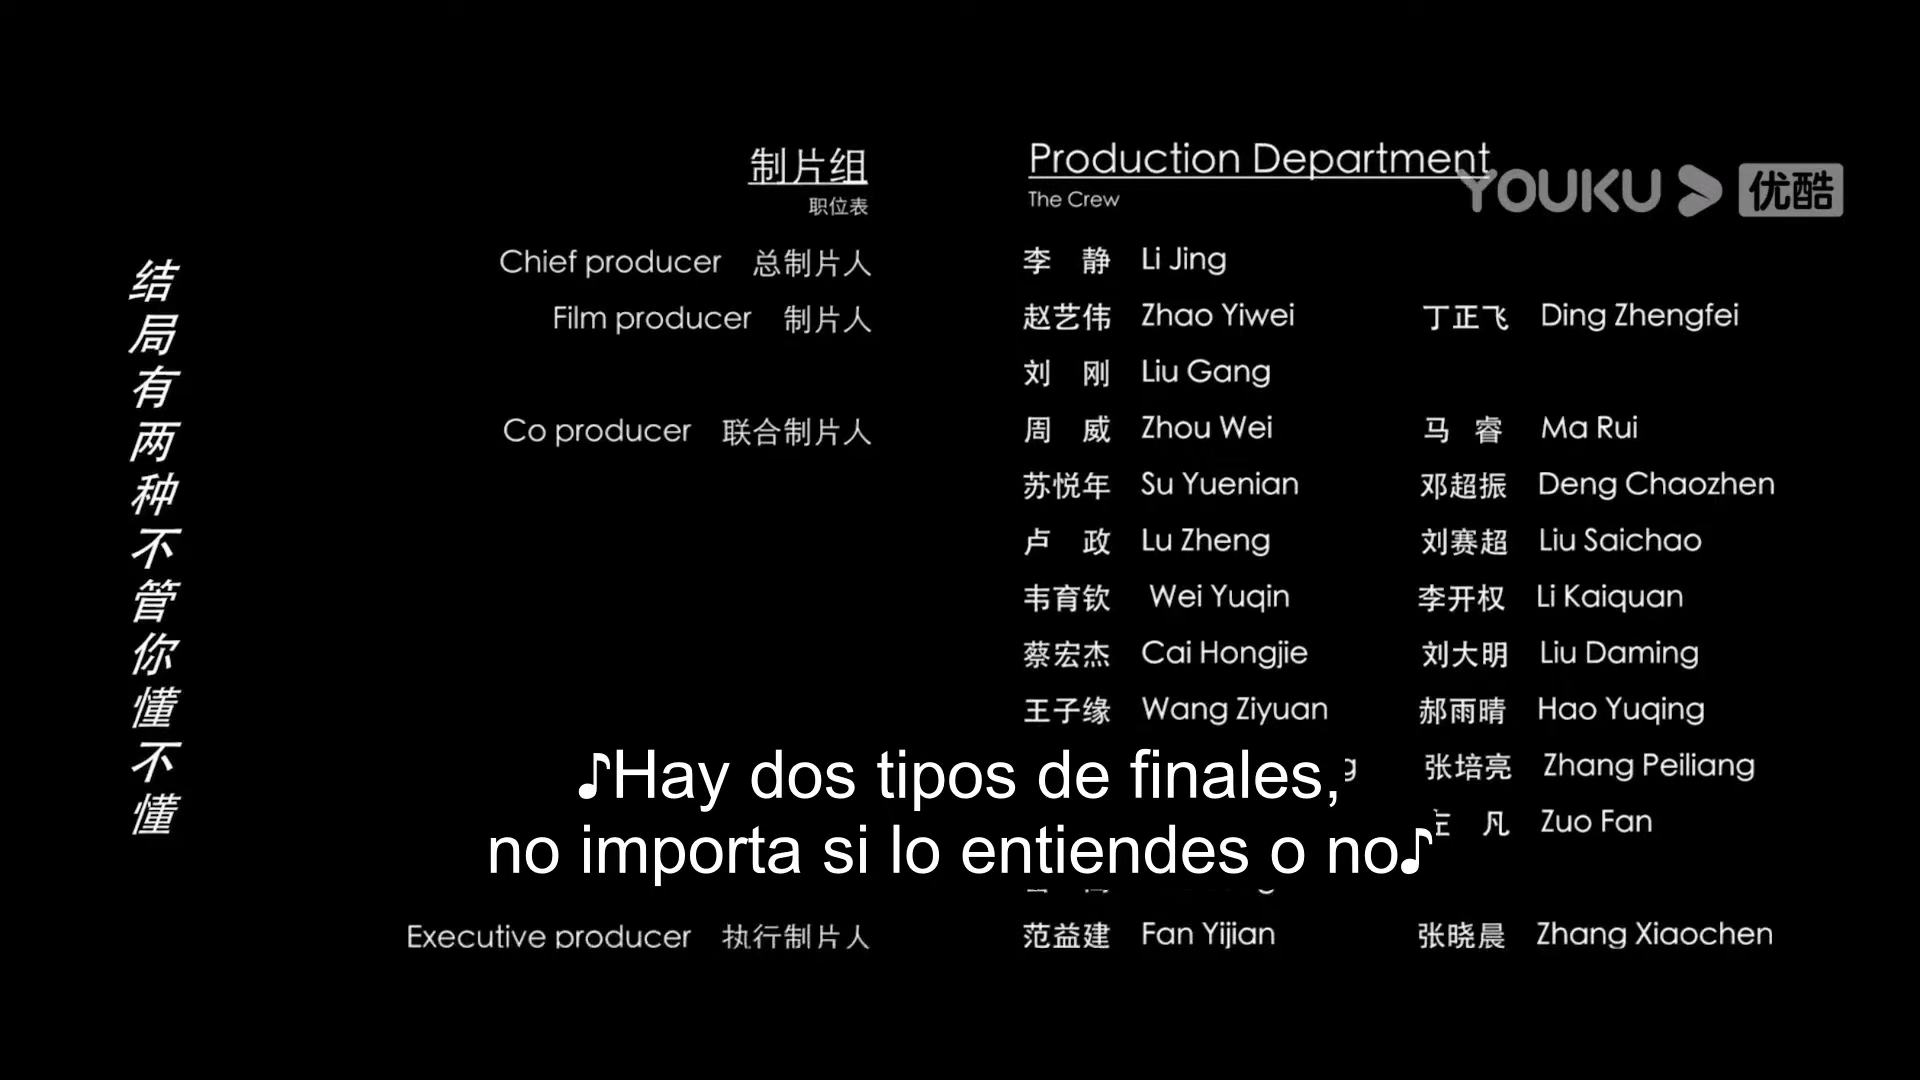 制片组
Production Department
YOUKU 优酷
职位表
The Crew
Chief producer 总制片人 李 静 Li Jing
Film producer 制片人 赵艺伟 Zhao Yiwei 丁正飞 Ding Zhengfei
刘 刚 Liu Gang
Co producer 联合制片人 周 威 Zhou Wei 马 睿 Ma Rui
苏悦年 Su Yuenian 邓超振 Deng Chaozhen
卢 政 Lu Zheng 刘赛超 Liu Saichao
韦育钦 Wei Yuqin 李开权 Li Kaiquan
蔡宏杰 Cai Hongjie 刘大明 Liu Daming
王子缘 Wang Ziyuan 郝雨晴 Hao Yuqing
张培亮 Zhang Peiliang
凡 Zuo Fan
Executive producer 执行制片人 范益建 Fan Yijian 张晓晨 Zhang Xiaochen
结局有两种不管你懂不懂
♪Hay dos tipos de finales,
no importa si lo entiendes o no♪